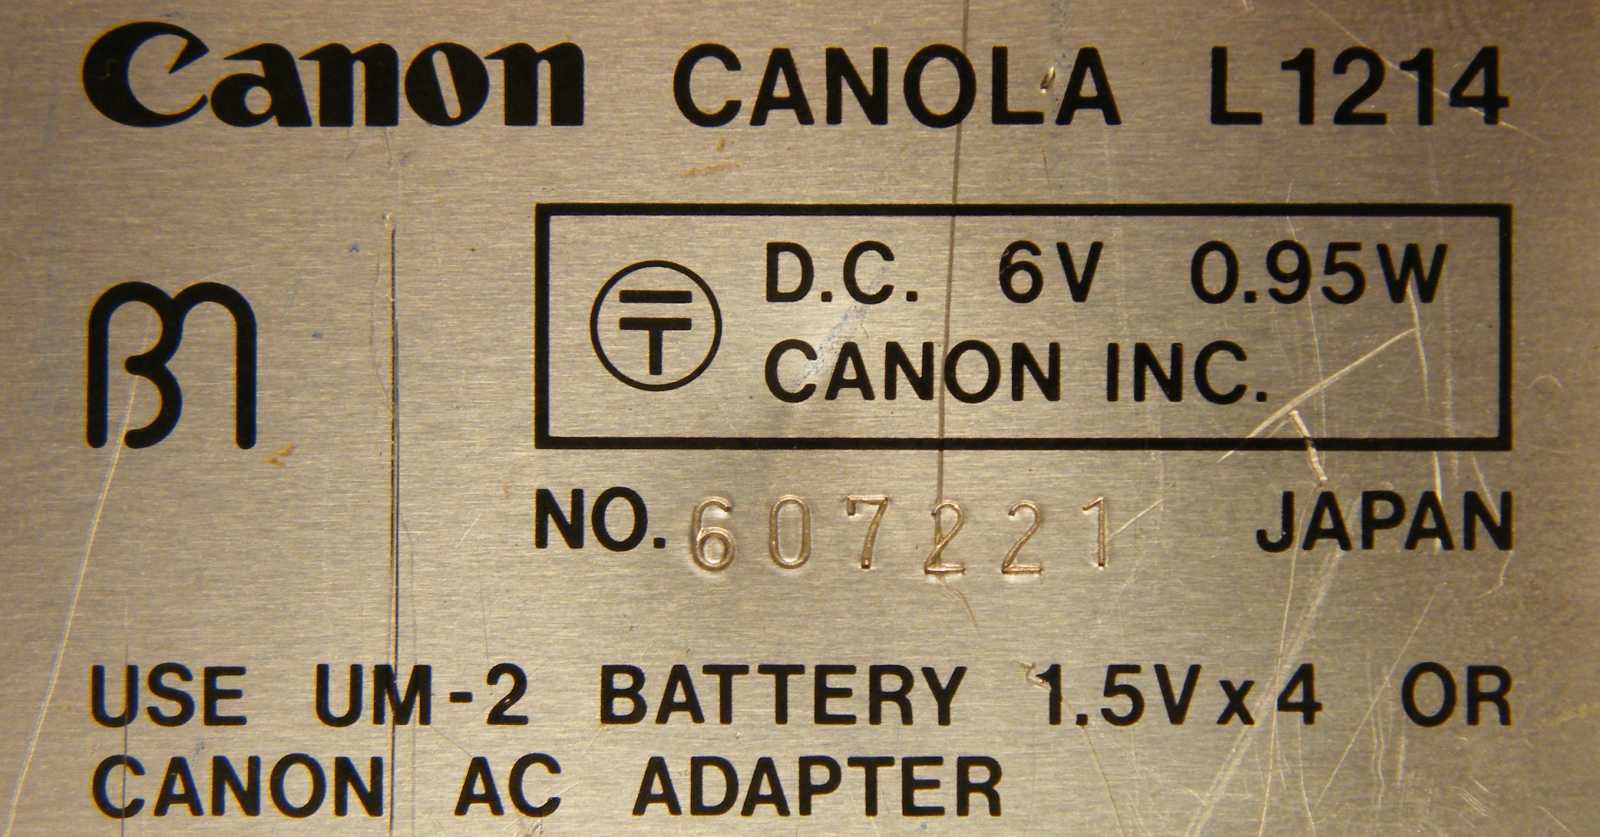 Canon CANOLA L1214
D.C. 6V 0.95W
CANON INC.
NO. 607221 JAPAN
USE UM-2 BATTERY 1.5Vx4 OR
CANON AC ADAPTER